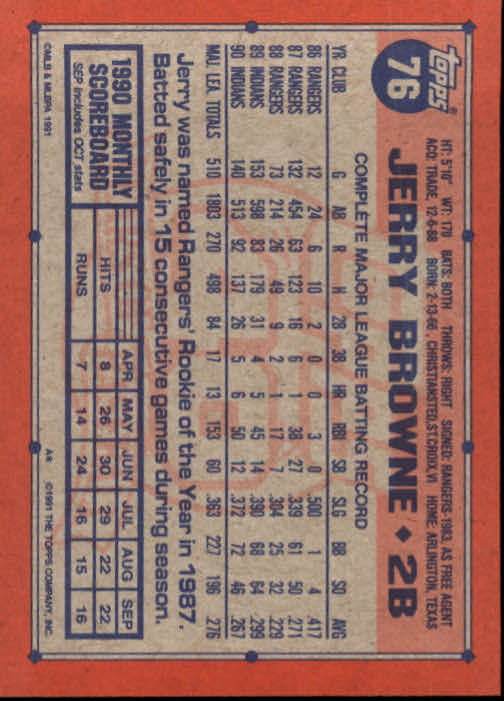 topps®
76
JERRY BROWNE ◆ 2B
HT: 5'10" WT: 170 BATS: BOTH THROWS: RIGHT SIGNED: RANGERS-1983, AS FREE AGENT
ACQ: TRADE, 12-6-88 BORN: 2-13-66, CHRISTIANSTED, ST. CROIX, VI HOME: ARLINGTON, TEXAS
COMPLETE MAJOR LEAGUE BATTING RECORD
YR CLUB G AB R H 2B 3B HR RBI SB SLG BB SO AVG
86 RANGERS 12 24 6 10 2 0 0 3 0 .500 1 4 .417
87 RANGERS 132 454 63 123 16 6 1 38 27 .339 61 50 .271
88 RANGERS 73 214 26 49 9 2 1 17 7 .304 25 32 .229
89 INDIANS 153 598 83 179 31 4 5 45 14 .390 68 64 .299
90 INDIANS 140 513 92 137 26 5 6 50 12 .372 72 46 .267
MAJ. LEA. TOTALS 510 1803 270 498 84 17 13 153 60 .363 227 196 .276
Jerry was named Rangers' Rookie of the Year in 1987.
Batted safely in 15 consecutive games during season.
1990 MONTHLY
SCOREBOARD
SEP includes OCT stats
APR MAY JUN JUL AUG SEP
HITS 8 26 30 29 22 22
RUNS 7 14 24 16 15 16
©MLB & MLBPA 1991
A* ©1991 THE TOPPS COMPANY, INC.